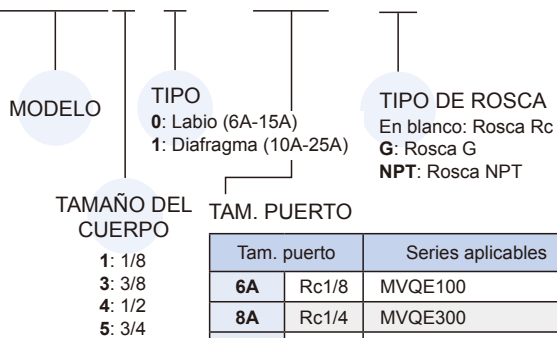 MODELO
TIPO
0: Labio (6A-15A)
1: Diafragma (10A-25A)
TIPO DE ROSCA
En blanco: Rosca Rc
G: Rosca G
NPT: Rosca NPT
TAMAÑO DEL
CUERPO
1: 1/8
3: 3/8
4: 1/2
5: 3/4
TAM. PUERTO
Tam. puerto Series aplicables
6A Rc1/8 MVQE100
8A Rc1/4 MVQE300